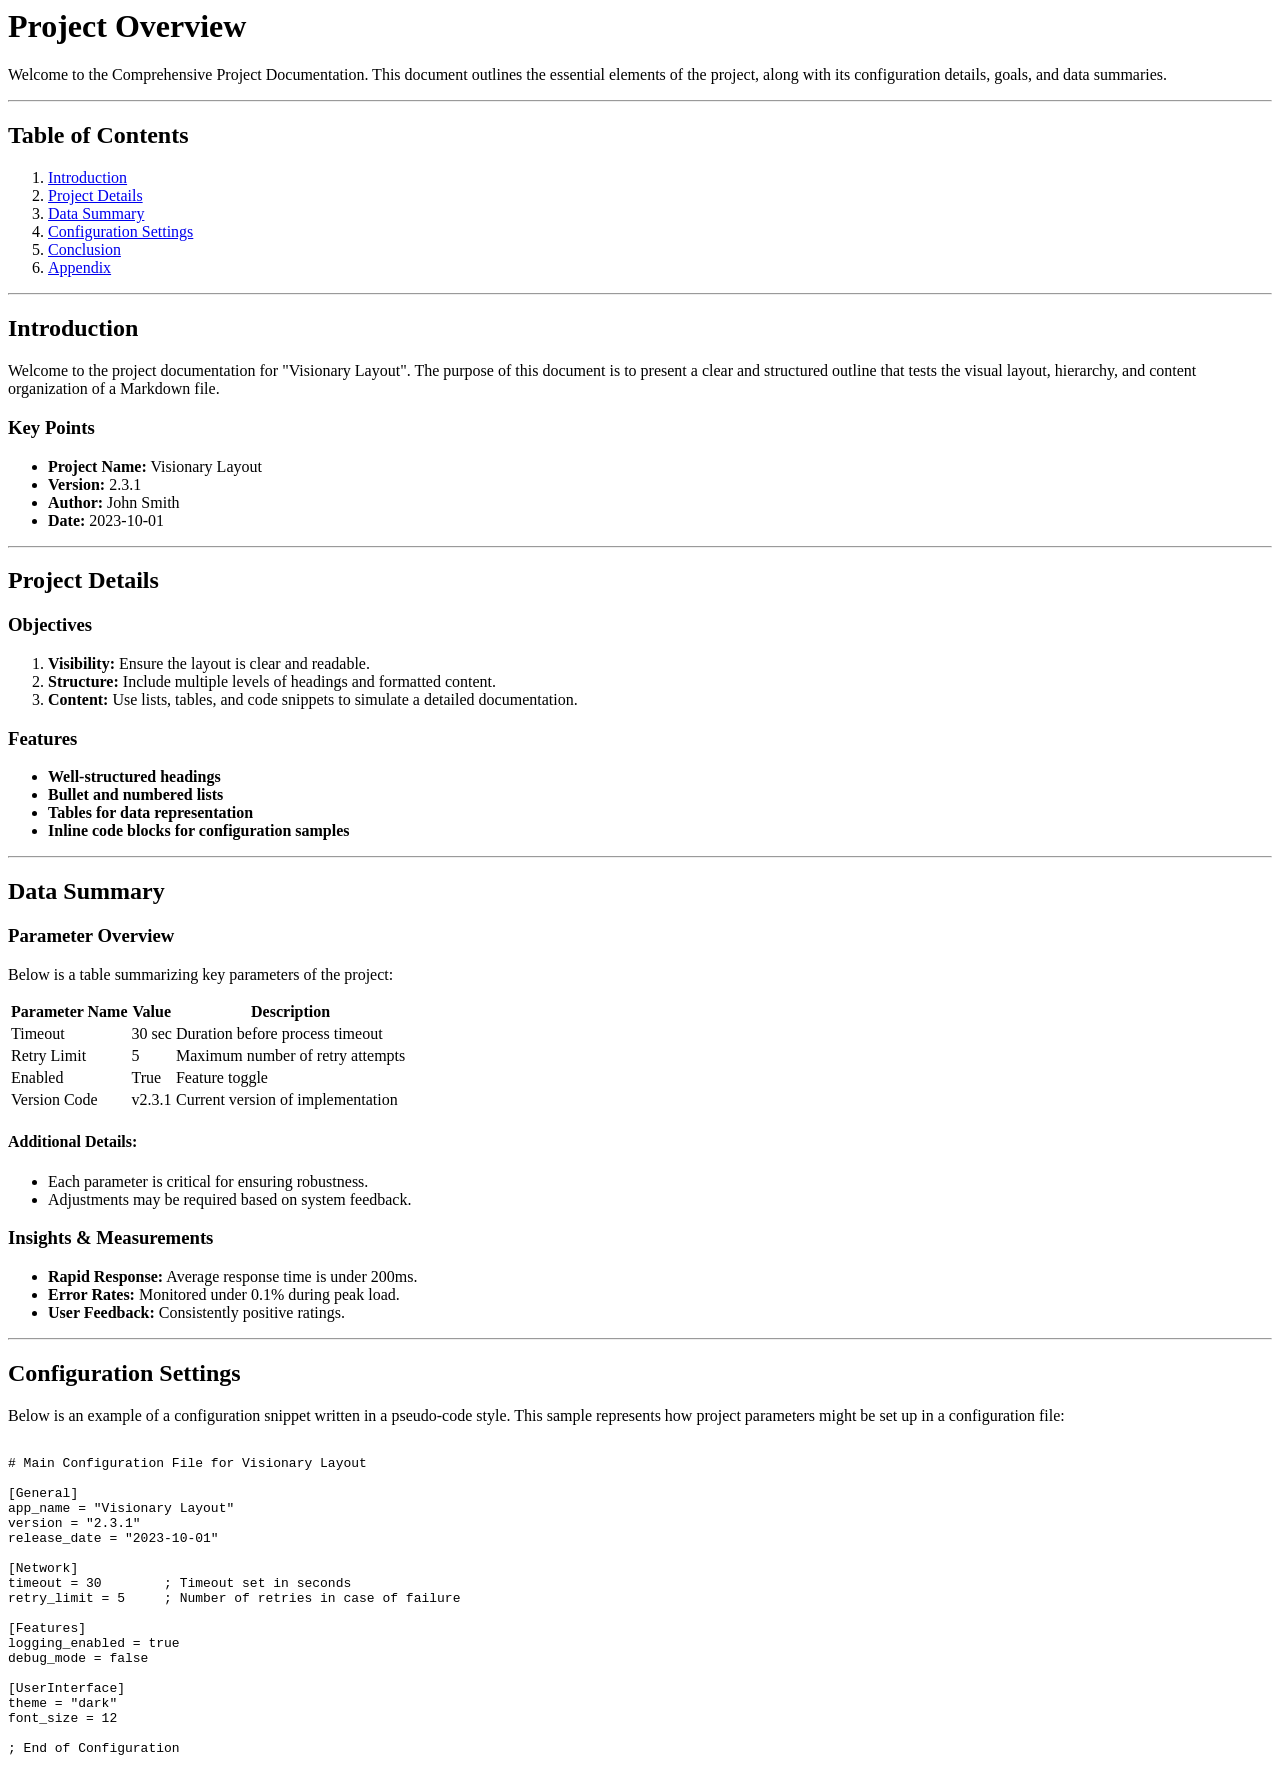 Project Overview
Welcome to the Comprehensive Project Documentation. This document outlines the essential elements of the project, along with its configuration details, goals, and data summaries.
Table of Contents
1. Introduction
2. Project Details
3. Data Summary
4. Configuration Settings
5. Conclusion
6. Appendix
Introduction
Welcome to the project documentation for "Visionary Layout". The purpose of this document is to present a clear and structured outline that tests the visual layout, hierarchy, and content
organization of a Markdown file.
Key Points
• Project Name: Visionary Layout
• Version: 2.3.1
• Author: John Smith
• Date: 2023-10-01
Project Details
Objectives
1. Visibility: Ensure the layout is clear and readable.
2. Structure: Include multiple levels of headings and formatted content.
3. Content: Use lists, tables, and code snippets to simulate a detailed documentation.
Features
• Well-structured headings
• Bullet and numbered lists
• Tables for data representation
• Inline code blocks for configuration samples
Data Summary
Parameter Overview
Below is a table summarizing key parameters of the project:
Parameter Name Value Description
Timeout 30 sec Duration before process timeout
Retry Limit 5 Maximum number of retry attempts
Enabled True Feature toggle
Version Code v2.3.1 Current version of implementation
Additional Details:
• Each parameter is critical for ensuring robustness.
• Adjustments may be required based on system feedback.
Insights & Measurements
• Rapid Response: Average response time is under 200ms.
• Error Rates: Monitored under 0.1% during peak load.
• User Feedback: Consistently positive ratings.
Configuration Settings
Below is an example of a configuration snippet written in a pseudo-code style. This sample represents how project parameters might be set up in a configuration file:
# Main Configuration File for Visionary Layout
[General]
app_name = "Visionary Layout"
version = "2.3.1"
release_date = "2023-10-01"
[Network]
timeout = 30        ; Timeout set in seconds
retry_limit = 5     ; Number of retries in case of failure
[Features]
logging_enabled = true
debug_mode = false
[UserInterface]
theme = "dark"
font_size = 12
; End of Configuration